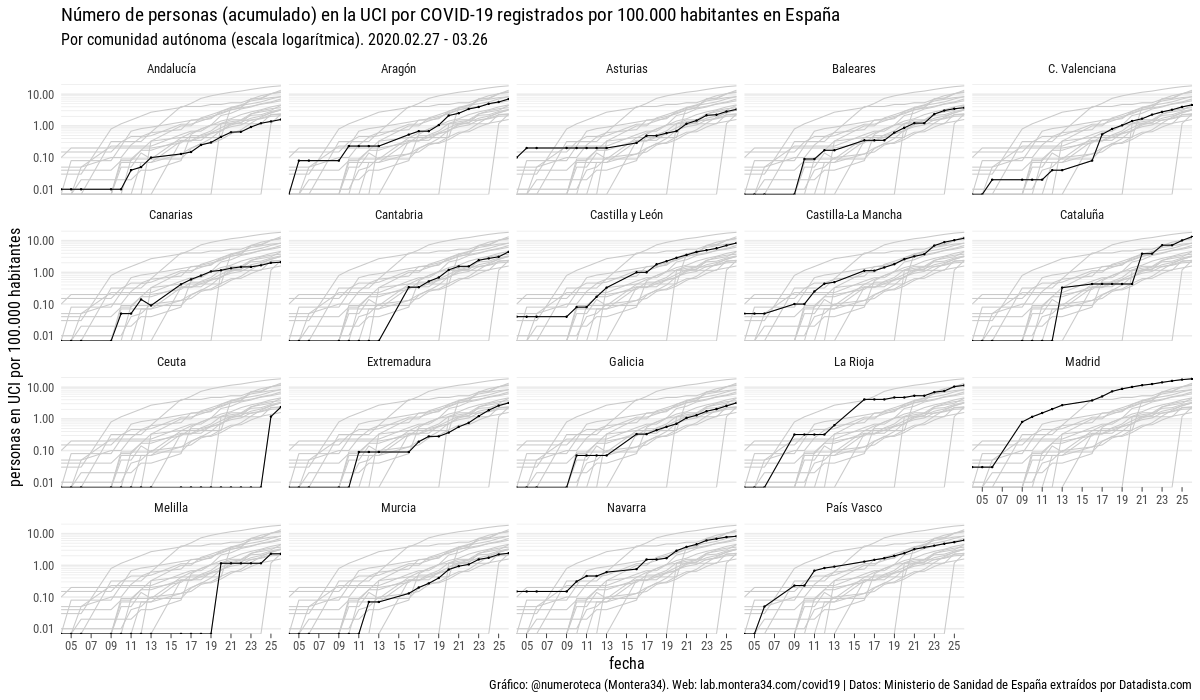 Número de personas (acumulado) en la UCI por COVID-19 registrados por 100.000 habitantes en España
Por comunidad autónoma (escala logarítmica). 2020.02.27 - 03.26
Andalucía
Aragón
Asturias
Baleares
C. Valenciana
10.00
1.00
0.10
0.01
Canarias
Cantabria
Castilla y León
Castilla-La Mancha
Cataluña
10.00
1.00
0.10
0.01
Ceuta
Extremadura
Galicia
La Rioja
Madrid
10.00
1.00
0.10
0.01
05 07 09 11 13 15 17 19 21 23 25
Melilla
Murcia
Navarra
País Vasco
10.00
1.00
0.10
0.01
05 07 09 11 13 15 17 19 21 23 25
05 07 09 11 13 15 17 19 21 23 25
05 07 09 11 13 15 17 19 21 23 25
05 07 09 11 13 15 17 19 21 23 25
personas en UCI por 100.000 habitantes
fecha
Gráfico: @numeroteca (Montera34). Web: lab.montera34.com/covid19 | Datos: Ministerio de Sanidad de España extraídos por Datadista.com